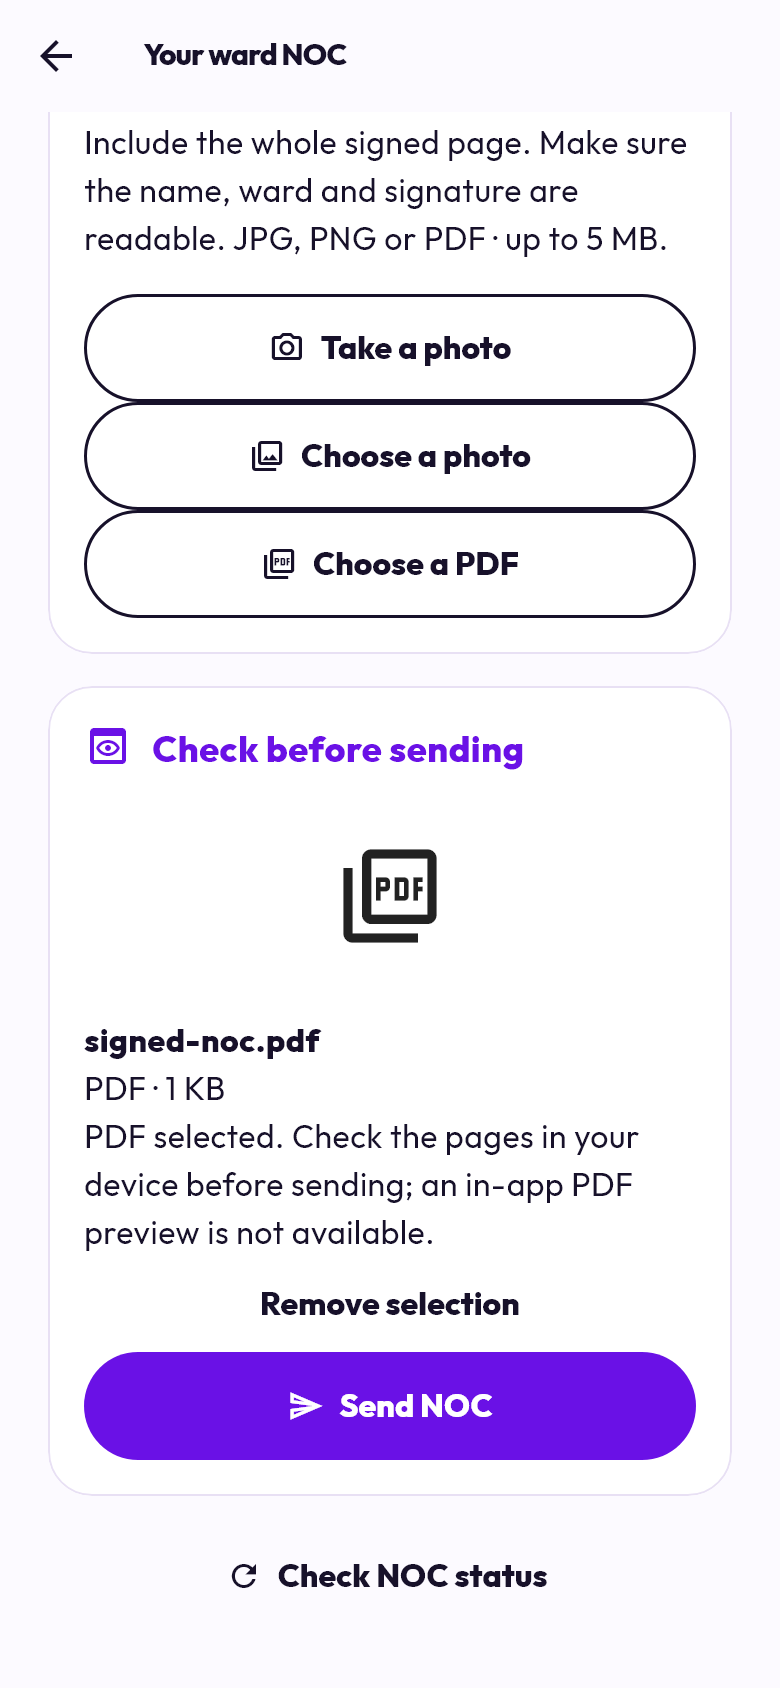 Your ward NOC
Include the whole signed page. Make sure
the name, ward and signature are
readable. JPG, PNG or PDF · up to 5 MB.
Take a photo
Choose a photo
PDF
Choose a PDF
Check before sending
PDF
signed-noc.pdf
PDF · 1 KB
PDF selected. Check the pages in your
device before sending; an in-app PDF
preview is not available.
Remove selection
Send NOC
Check NOC status